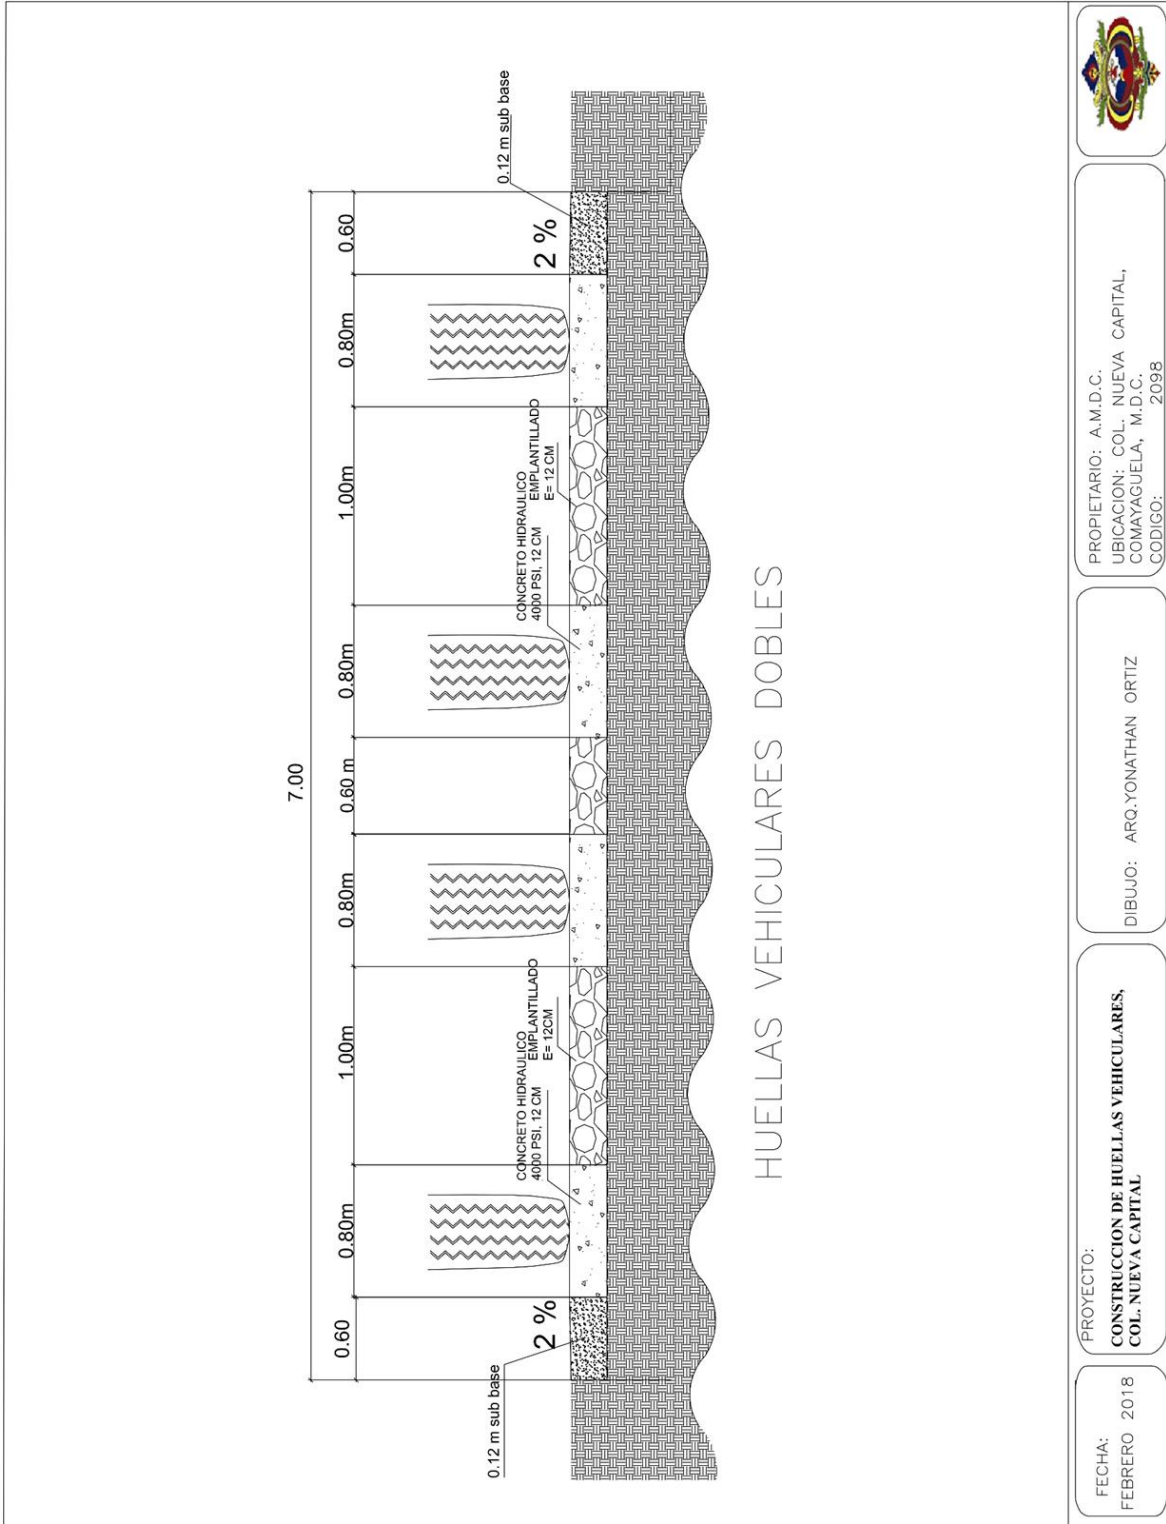 7.00
0.60
0.80m
1.00m
0.80m
0.60 m
0.80m
1.00m
0.80m
0.60
0.12 m sub base
2 %
CONCRETO HIDRAULICO
4000 PSI, 12 CM
EMPLANTILLADO
E= 12CM
CONCRETO HIDRAULICO
4000 PSI, 12 CM
EMPLANTILLADO
E= 12 CM
2 %
0.12 m sub base
HUELLAS VEHICULARES DOBLES
FECHA:
FEBRERO 2018
PROYECTO:
CONSTRUCCION DE HUELLAS VEHICULARES,
COL. NUEVA CAPITAL
DIBUJO: ARQ.YONATHAN ORTIZ
PROPIETARIO: A.M.D.C.
UBICACION: COL. NUEVA CAPITAL,
COMAYAGUELA, M.D.C.
CODIGO: 2098